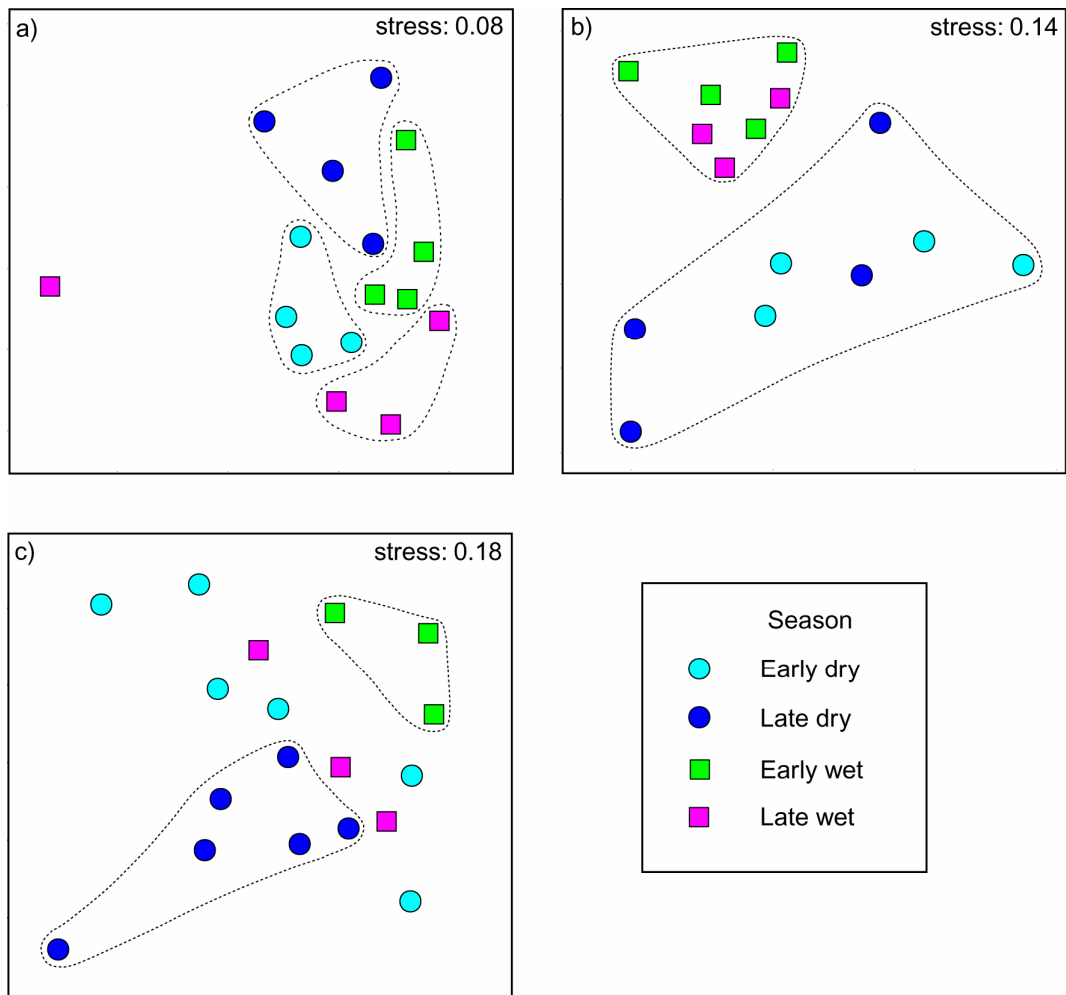 a) stress: 0.08
b) stress: 0.14
c) stress: 0.18
Season
Early dry
Late dry
Early wet
Late wet